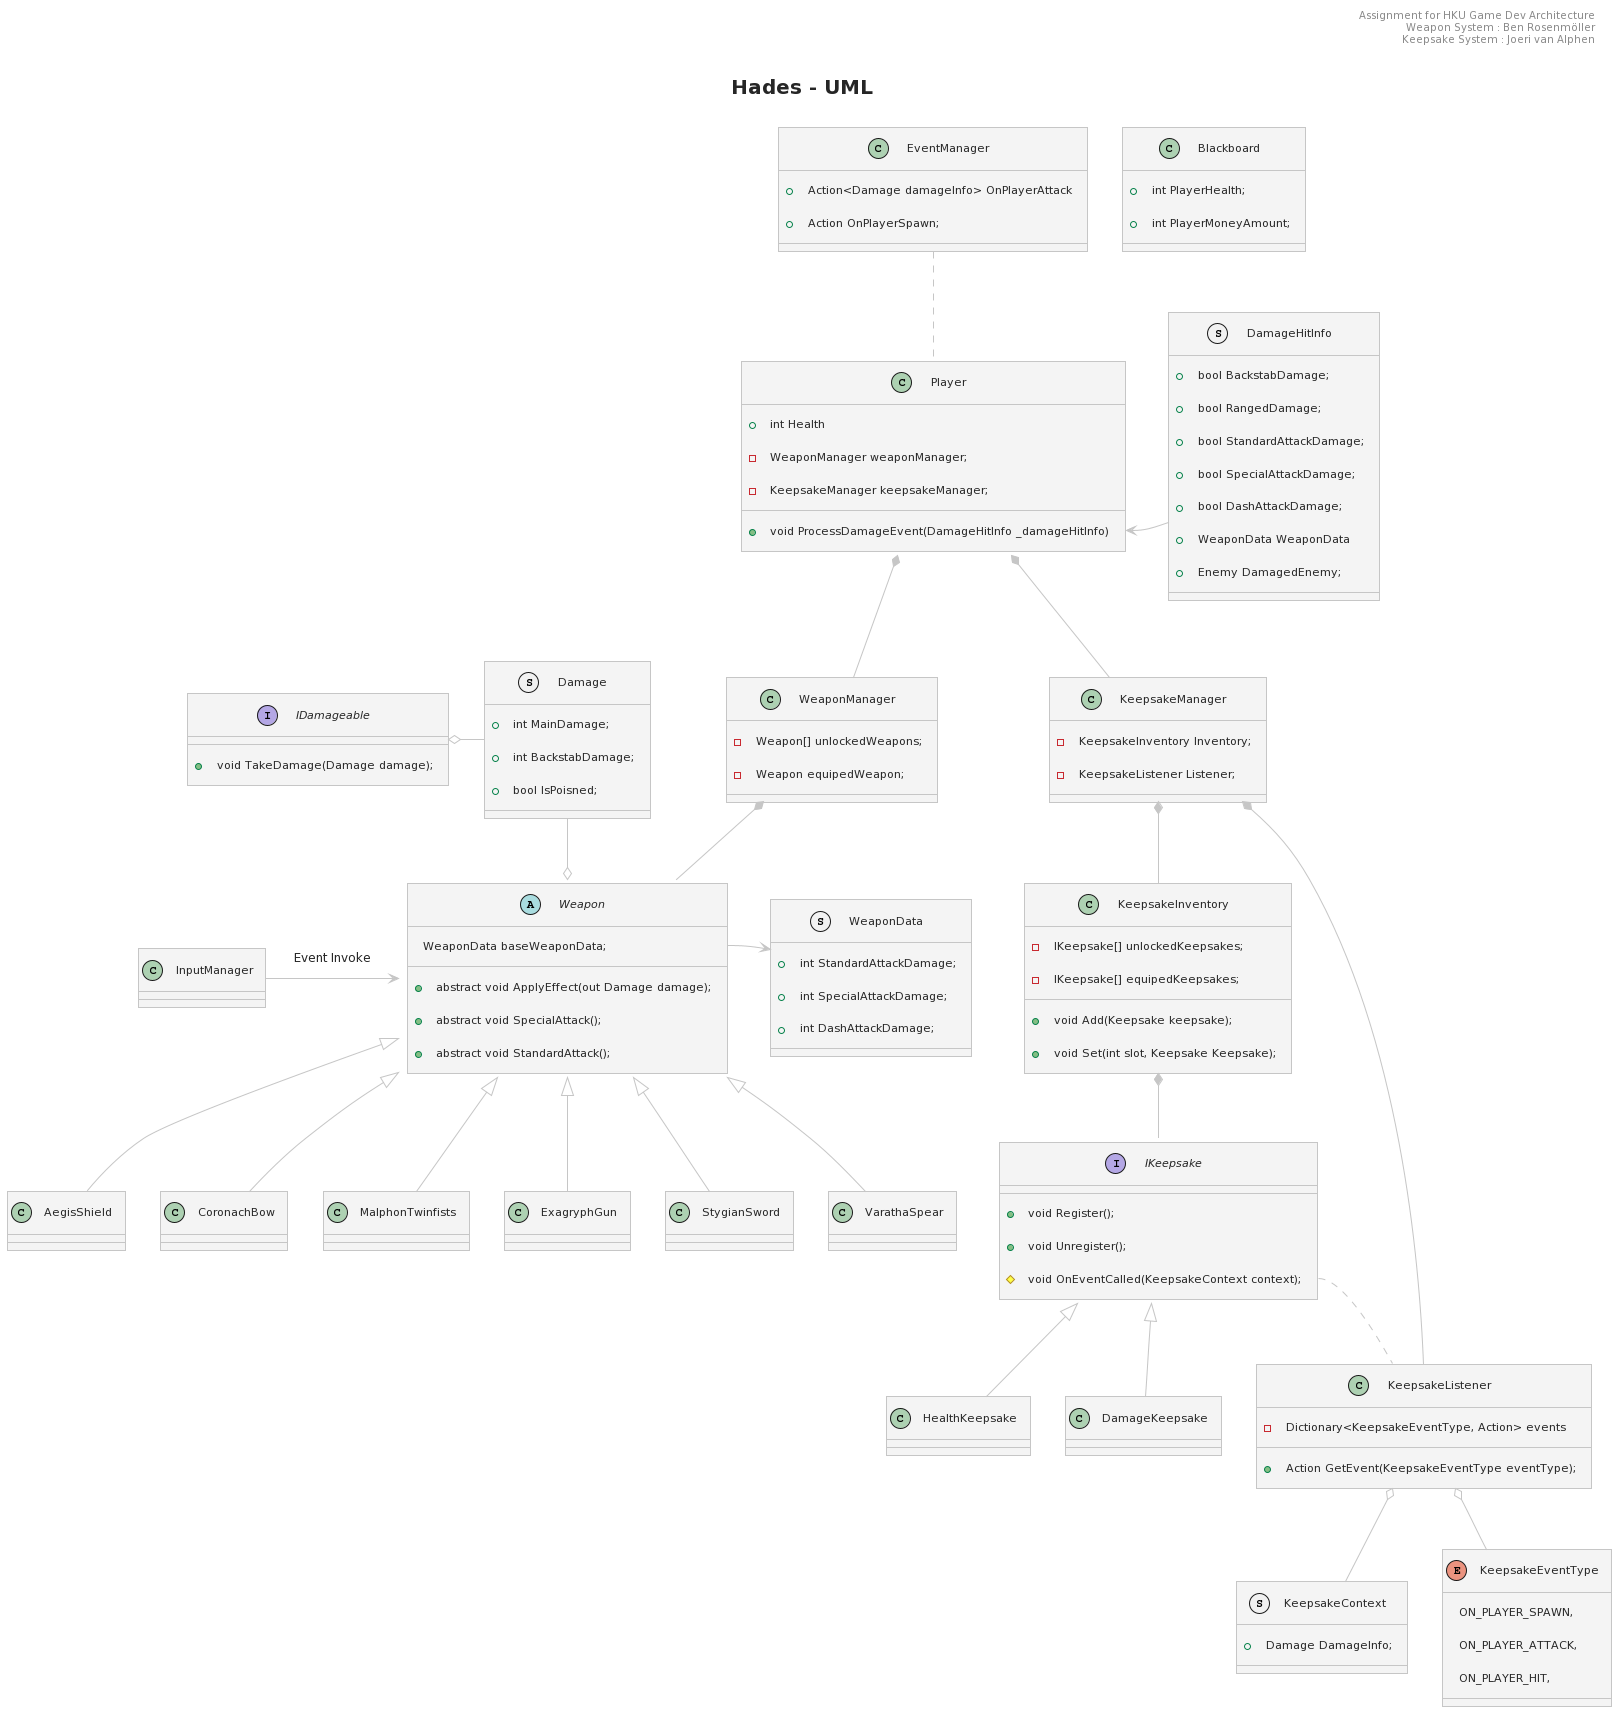 Assignment for HKU Game Dev Architecture
Weapon System : Ben Rosenmöller
Keepsake System : Joeri van Alphen
Hades - UML
C EventManager
Action<Damage damageInfo> OnPlayerAttack
Action OnPlayerSpawn;
C Blackboard
int PlayerHealth;
int PlayerMoneyAmount;
C Player
int Health
WeaponManager weaponManager;
KeepsakeManager keepsakeManager;
void ProcessDamageEvent(DamageHitInfo _damageHitInfo)
S DamageHitInfo
bool BackstabDamage;
bool RangedDamage;
bool StandardAttackDamage;
bool SpecialAttackDamage;
bool DashAttackDamage;
WeaponData WeaponData
Enemy DamagedEnemy;
I IDamageable
void TakeDamage(Damage damage);
S Damage
int MainDamage;
int BackstabDamage;
bool IsPoisned;
C WeaponManager
Weapon[] unlockedWeapons;
Weapon equipedWeapon;
C KeepsakeManager
KeepsakeInventory Inventory;
KeepsakeListener Listener;
C InputManager
Event Invoke
A Weapon
WeaponData baseWeaponData;
abstract void ApplyEffect(out Damage damage);
abstract void SpecialAttack();
abstract void StandardAttack();
S WeaponData
int StandardAttackDamage;
int SpecialAttackDamage;
int DashAttackDamage;
C KeepsakeInventory
IKeepsake[] unlockedKeepsakes;
IKeepsake[] equipedKeepsakes;
void Add(Keepsake keepsake);
void Set(int slot, Keepsake Keepsake);
C AegisShield
C CoronachBow
C MalphonTwinfists
C ExagryphGun
C StygianSword
C VarathaSpear
I IKeepsake
void Register();
void Unregister();
void OnEventCalled(KeepsakeContext context);
C HealthKeepsake
C DamageKeepsake
C KeepsakeListener
Dictionary<KeepsakeEventType, Action> events
Action GetEvent(KeepsakeEventType eventType);
S KeepsakeContext
Damage DamageInfo;
E KeepsakeEventType
ON_PLAYER_SPAWN,
ON_PLAYER_ATTACK,
ON_PLAYER_HIT,